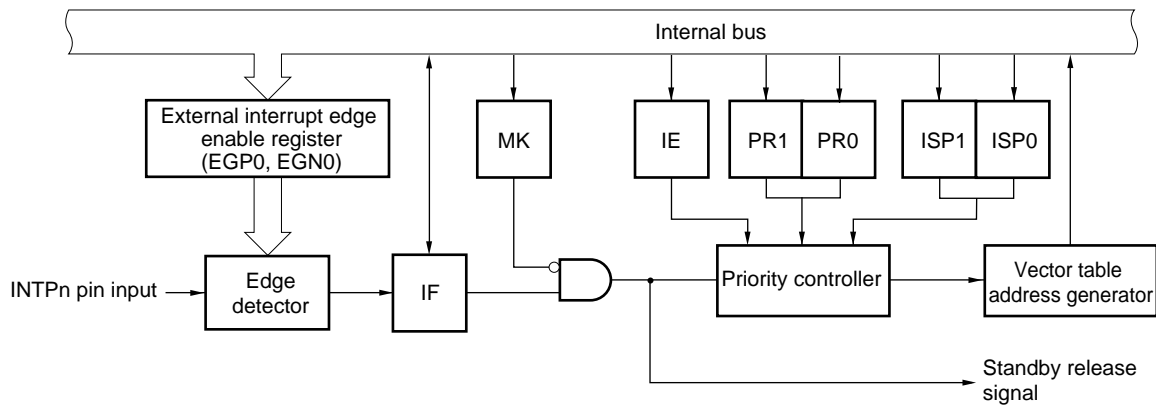 Internal bus
External interrupt edge
enable register
(EGP0, EGN0)
MK
IE
PR1
PR0
ISP1
ISP0
INTPn pin input
Edge
detector
IF
Priority controller
Vector table
address generator
Standby release
signal